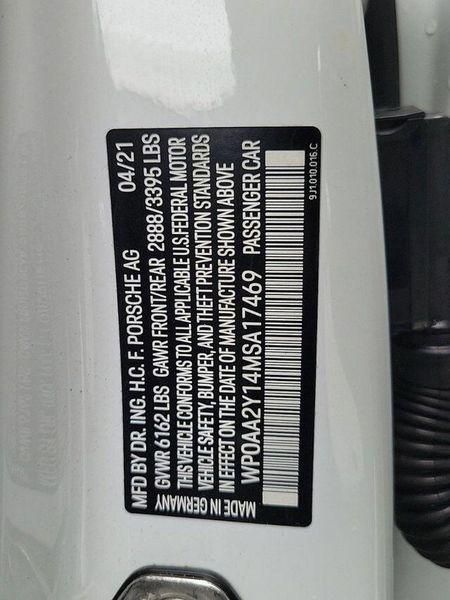 MFD BY DR. ING. H.C. F. PORSCHE AG 04/21
GVWR 6162 LBS GAWR FRONT/REAR 2888/3395 LBS
THIS VEHICLE CONFORMS TO ALL APPLICABLE U.S.FEDERAL MOTOR
VEHICLE SAFETY, BUMPER, AND THEFT PREVENTION STANDARDS
IN EFFECT ON THE DATE OF MANUFACTURE SHOWN ABOVE
WP0AA2Y14MSA17469 PASSENGER CAR
MADE IN GERMANY
9J1.010.016.C